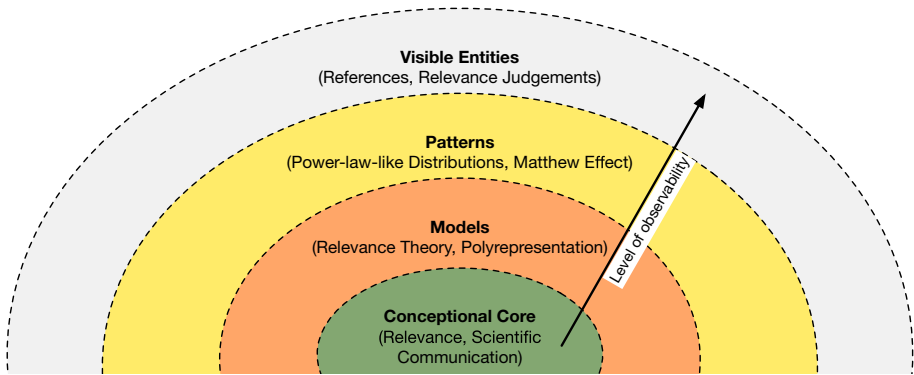 Visible Entities
(References, Relevance Judgements)
Patterns
(Power-law-like Distributions, Matthew Effect)
Level of observability
Models
(Relevance Theory, Polyrepresentation)
Conceptional Core
(Relevance, Scientific
Communication)